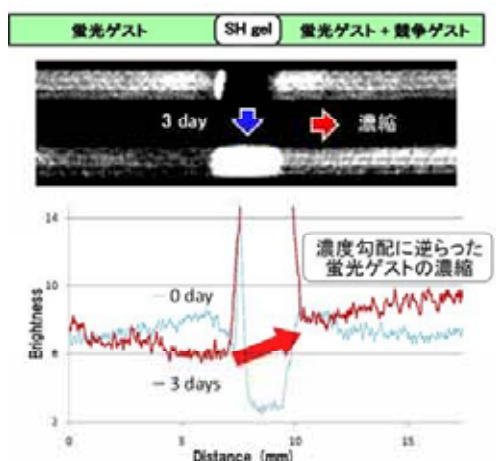 蛍光ゲスト
SH gel
蛍光ゲスト + 競争ゲスト
3 day
濃縮
14
濃度勾配に逆らった
蛍光ゲストの濃縮
10
0 day
Brightness
6
3 days
2
0
5
10
15
Distance (mm)